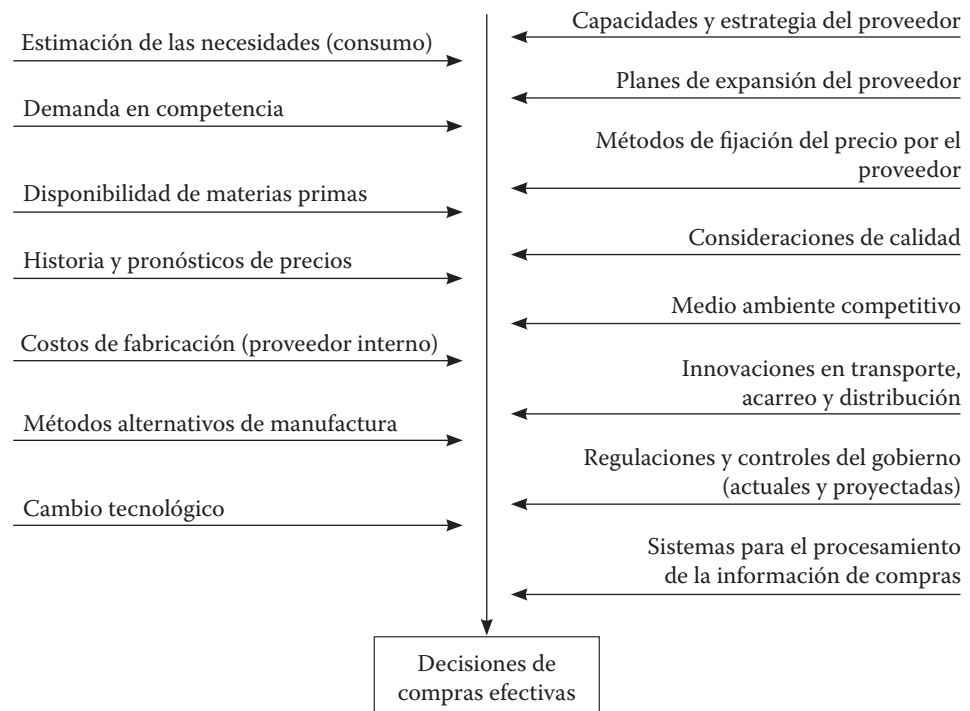 Estimación de las necesidades (consumo)
Demanda en competencia
Disponibilidad de materias primas
Historia y pronósticos de precios
Costos de fabricación (proveedor interno)
Métodos alternativos de manufactura
Cambio tecnológico
Capacidades y estrategia del proveedor
Planes de expansión del proveedor
Métodos de fijación del precio por el
proveedor
Consideraciones de calidad
Medio ambiente competitivo
Innovaciones en transporte,
acarreo y distribución
Regulaciones y controles del gobierno
(actuales y proyectadas)
Sistemas para el procesamiento
de la información de compras
Decisiones de
compras efectivas